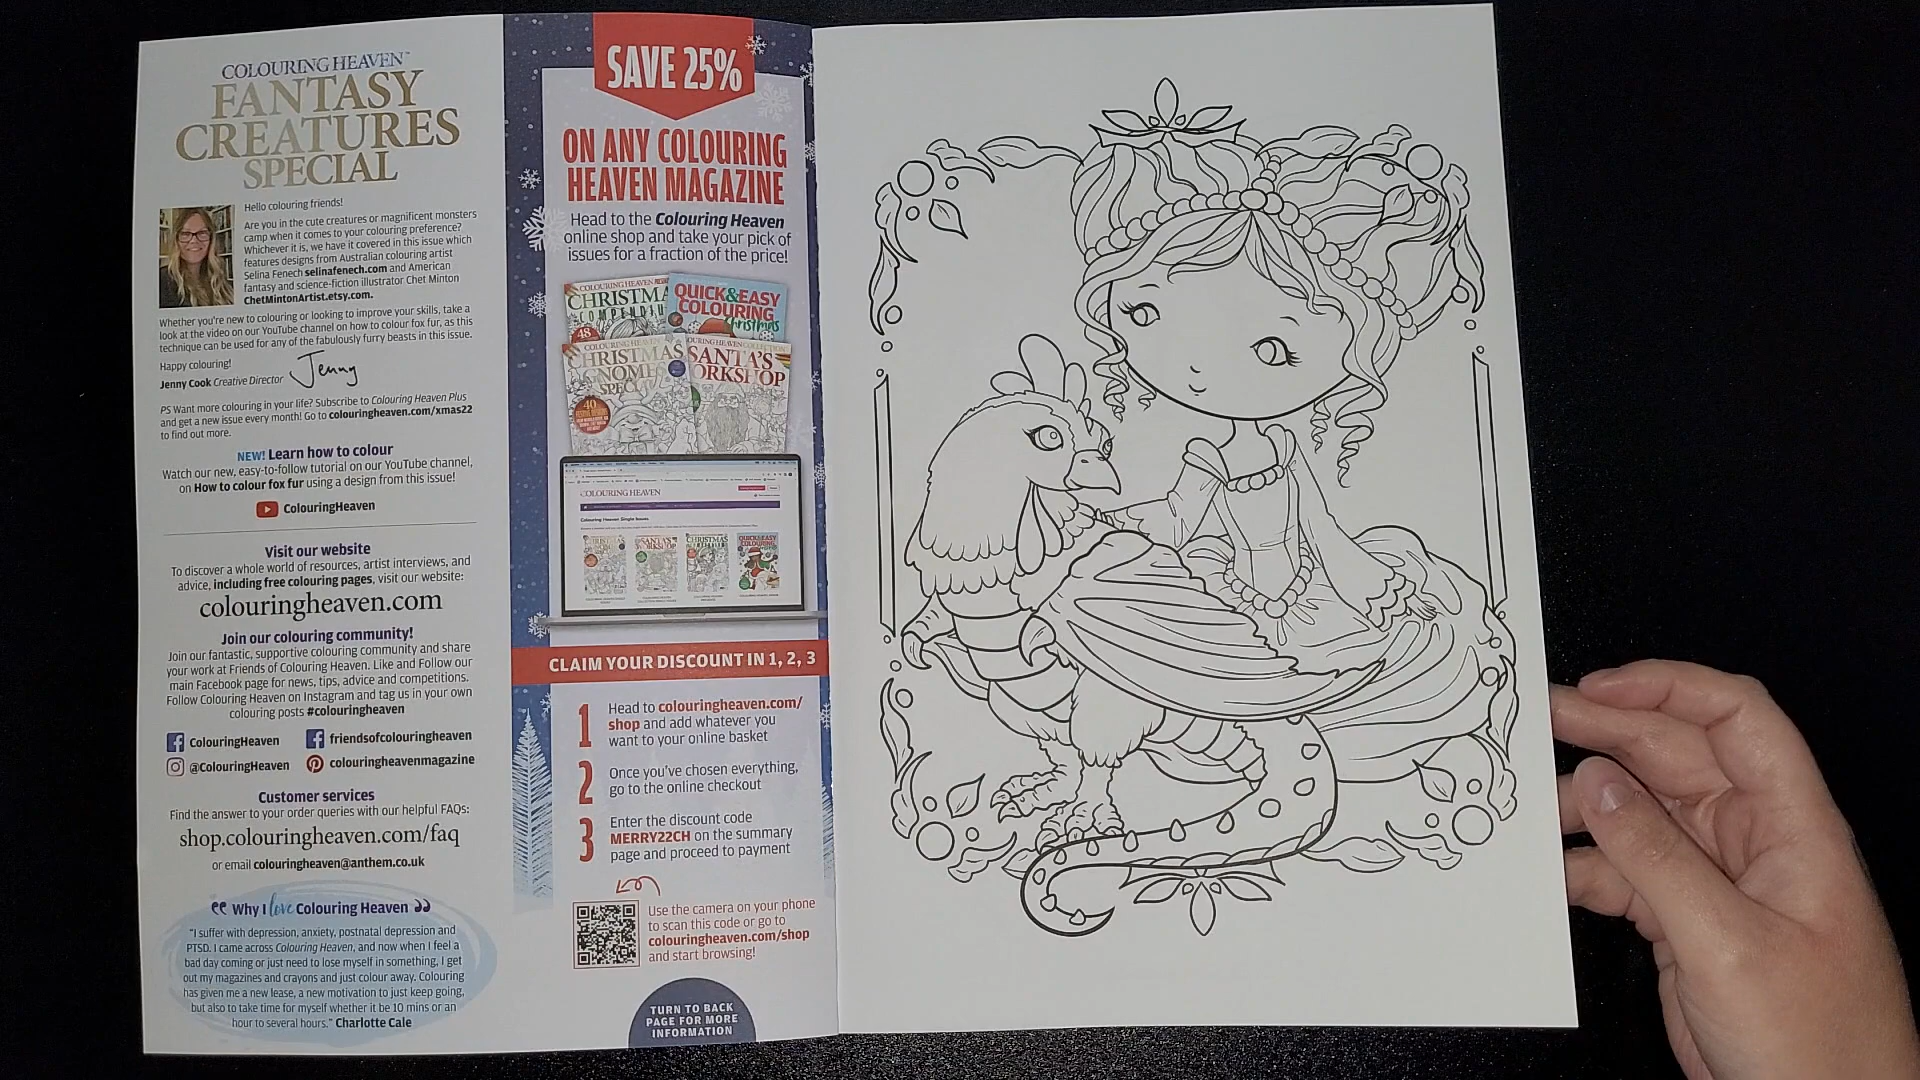 COLOURING HEAVEN™
FANTASY
CREATURES
SPECIAL
Hello colouring friends!
Are you in the cute creatures or magnificent monsters
camp when it comes to your colouring preference?
Whichever it is, we have it covered in this issue which
features designs from Australian colouring artist
Selina Fenech selinafenech.com and American
fantasy and science-fiction illustrator Chet Minton
ChetMintonArtist.etsy.com.
Whether you're new to colouring or looking to improve your skills, take a
look at the video on our YouTube channel on how to colour fox fur, as this
technique can be used for any of the fabulously furry beasts in this issue.
Happy colouring!
Jenny Cook Creative Director
Jenny
PS Want more colouring in your life? Subscribe to Colouring Heaven Plus
and get a new issue every month! Go to colouringheaven.com/xmas22
to find out more.
NEW! Learn how to colour
Watch our new, easy-to-follow tutorial on our YouTube channel,
on How to colour fox fur using a design from this issue!
ColouringHeaven
Visit our website
To discover a whole world of resources, artist interviews, and
advice, including free colouring pages, visit our website:
colouringheaven.com
Join our colouring community!
Join our fantastic, supportive colouring community and share
your work at Friends of Colouring Heaven. Like and Follow our
main Facebook page for news, tips, advice and competitions.
Follow Colouring Heaven on Instagram and tag us in your own
colouring posts #colouringheaven
ColouringHeaven
friendsofcolouringheaven
@ColouringHeaven
colouringheavenmagazine
Customer services
Find the answer to your order queries with our helpful FAQs:
shop.colouringheaven.com/faq
or email colouringheaven@anthem.co.uk
Why I love Colouring Heaven
"I suffer with depression, anxiety, postnatal depression and
PTSD. I came across Colouring Heaven, and now when I feel a
bad day coming or just need to lose myself in something, I get
out my magazines and crayons and just colour away. Colouring
has given me a new lease, a new motivation to just keep going,
but also to take time for myself whether it be 10 mins or an
hour to several hours." Charlotte Cale
SAVE 25%
ON ANY COLOURING
HEAVEN MAGAZINE
Head to the Colouring Heaven
online shop and take your pick of
issues for a fraction of the price!
COLOURING HEAVEN
CHRISTMA
COMPENDIU
48
QUICK&EASY
COLOURING
Christmas
COLOURING HEAVEN
CHRISTMAS
GNOMES
SPECIAL
40
COLOURING HEAVEN COLLECTION
SANTA'S
WORKSHOP
COLOURING HEAVEN
Colouring Heaven Single Issues
CLAIM YOUR DISCOUNT IN 1, 2, 3
1 Head to colouringheaven.com/
shop and add whatever you
want to your online basket
2 Once you've chosen everything,
go to the online checkout
3 Enter the discount code
MERRY22CH on the summary
page and proceed to payment
Use the camera on your phone
to scan this code or go to
colouringheaven.com/shop
and start browsing!
TURN TO BACK
PAGE FOR MORE
INFORMATION